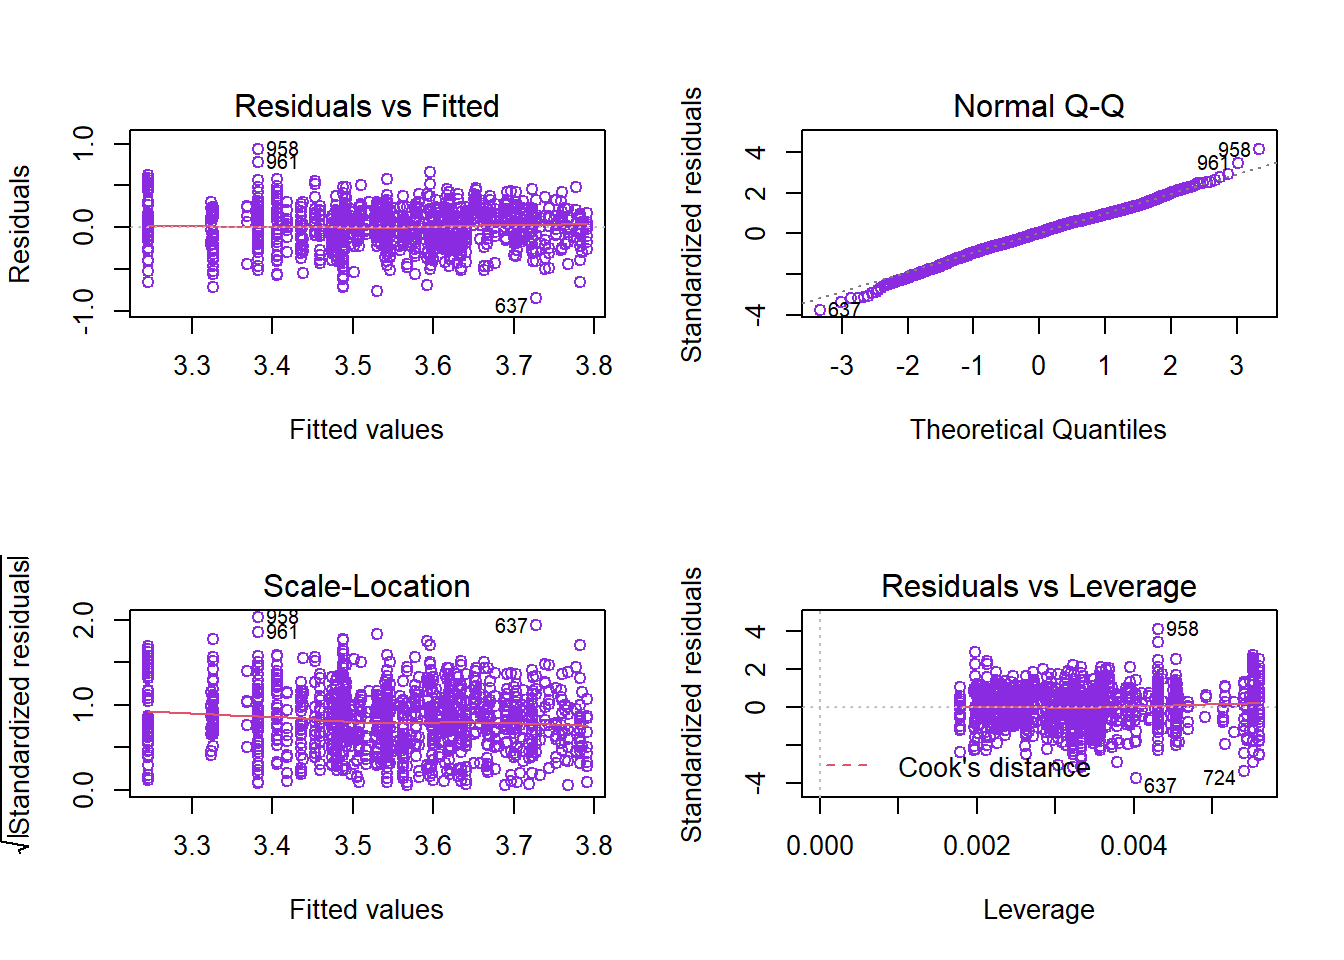 Residuals vs Fitted
Residuals
1.0
0.0
-1.0
958
961
637
3.3 3.4 3.5 3.6 3.7 3.8
Fitted values
Normal Q-Q
Standardized residuals
4
2
0
-4
958
961
637
-3 -2 -1 0 1 2 3
Theoretical Quantiles
Scale-Location
√|Standardized residuals|
2.0
1.0
0.0
958
961
637
3.3 3.4 3.5 3.6 3.7 3.8
Fitted values
Residuals vs Leverage
Standardized residuals
4
2
0
-4
958
Cook's distance
637
724
0.000 0.002 0.004
Leverage